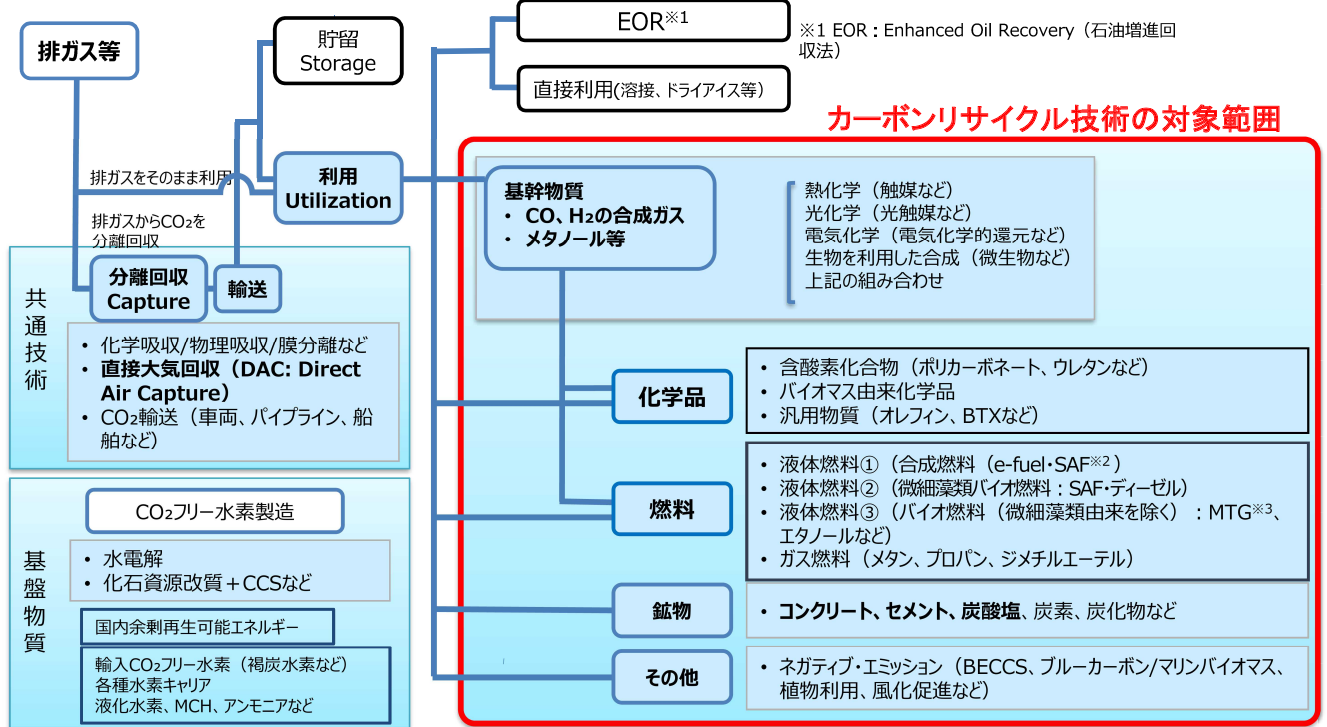 排ガス等
貯留
Storage
EOR※1
※1 EOR：Enhanced Oil Recovery（石油増進回
収法）
直接利用(溶接、ドライアイス等）
カーボンリサイクル技術の対象範囲
排ガスをそのまま利用
利用
Utilization
排ガスからCO₂を
分離回収
基幹物質
• CO、H₂の合成ガス
• メタノール等
熱化学（触媒など）
光化学（光触媒など）
電気化学（電気化学的還元など）
生物を利用した合成（微生物など）
上記の組み合わせ
共通技術
分離回収
Capture
輸送
• 化学吸収/物理吸収/膜分離など
• 直接大気回収（DAC: Direct
Air Capture）
• CO₂輸送（車両、パイプライン、船
舶など）
化学品
• 含酸素化合物（ポリカーボネート、ウレタンなど）
• バイオマス由来化学品
• 汎用物質（オレフィン、BTXなど）
燃料
• 液体燃料①（合成燃料（e-fuel・SAF※2）
• 液体燃料②（微細藻類バイオ燃料：SAF・ディーゼル）
• 液体燃料③（バイオ燃料（微細藻類由来を除く）：MTG※3、
エタノールなど）
• ガス燃料（メタン、プロパン、ジメチルエーテル）
基盤物質
CO₂フリー水素製造
• 水電解
• 化石資源改質＋CCSなど
国内余剰再生可能エネルギー
輸入CO₂フリー水素（褐炭水素など）
各種水素キャリア
液化水素、MCH、アンモニアなど
鉱物
• コンクリート、セメント、炭酸塩、炭素、炭化物など
その他
• ネガティブ・エミッション（BECCS、ブルーカーボン/マリンバイオマス、
植物利用、風化促進など）